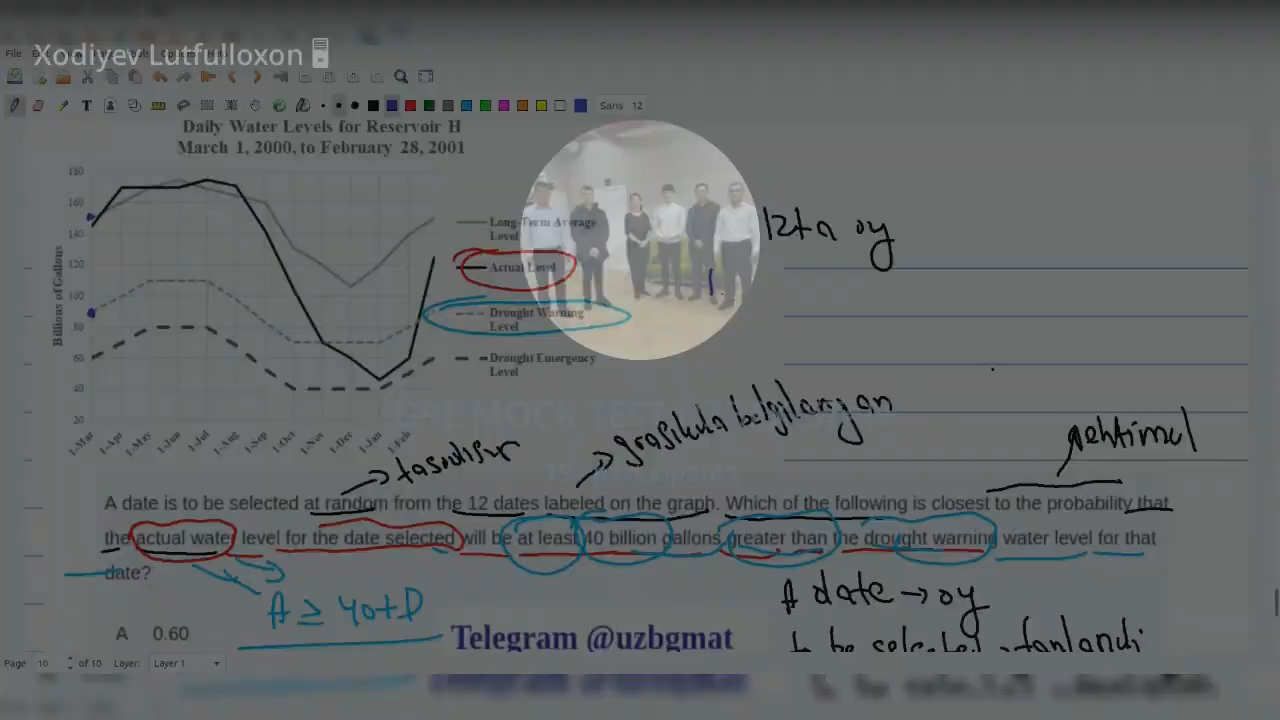 Xodiyev Lutfulloxon
File
Sans 12
Daily Water Levels for Reservoir H
March 1, 2000, to February 28, 2001
180
160
140
120
100
80
60
40
20
Billions of Gallons
1-Mar
1-Apr
1-May
1-Jun
1-Jul
1-Aug
1-Sep
1-Oct
1-Nov
1-Dec
1-Jan
1-Feb
Long-Term Average
Level
Actual Level
Drought Warning
Level
Drought Emergency
Level
12ta oy
grafikda belgilangan
ehtimol
A date is to be selected at random from the 12 dates labeled on the graph. Which of the following is closest to the probability that
the actual water level for the date selected will be at least 40 billion gallons greater than the drought warning water level for that
date?
A ≥ 40+D
A date → oy
to be selected → tanlandi
A 0.60
Telegram @uzbgmat
Page 10 of 10 Layer: Layer 1